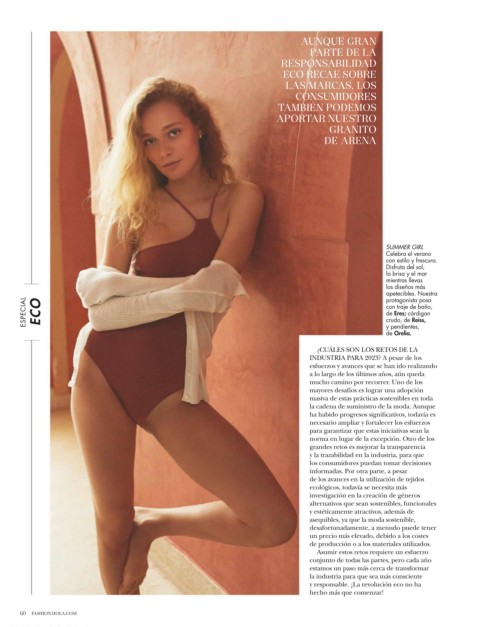 AUNQUE GRAN
PARTE DE LA
RESPONSABILIDAD
ECO RECAE SOBRE
LAS MARCAS, LOS
CONSUMIDORES
TAMBIÉN PODEMOS
APORTAR NUESTRO
GRANITO
DE ARENA
ESPECIAL
ECO
SUMMER GIRL
Celebra el verano
con estilo y frescura.
Disfruta del sol,
la brisa y el mar
mientras llevas
los diseños más
apetecibles. Nuestra
protagonista posa
con traje de baño,
de Eres; cárdigan
crudo, de Reiss,
y pendientes,
de Orelia.
¿CUÁLES SON LOS RETOS DE LA
INDUSTRIA PARA 2023? A pesar de los
esfuerzos y avances que se han ido realizando
a lo largo de los últimos años, aún queda
mucho camino por recorrer. Uno de los
mayores desafíos es lograr una adopción
masiva de estas prácticas sostenibles en toda
la cadena de suministro de la moda. Aunque
ha habido progresos significativos, todavía es
necesario ampliar y fortalecer los esfuerzos
para garantizar que estas iniciativas sean la
norma en lugar de la excepción. Otro de los
grandes retos es mejorar la transparencia
y la trazabilidad en la industria, para que
los consumidores puedan tomar decisiones
informadas. Por otra parte, a pesar
de los avances en la utilización de tejidos
ecológicos, todavía se necesita más
investigación en la creación de géneros
alternativos que sean sostenibles, funcionales
y estéticamente atractivos, además de
asequibles, ya que la moda sostenible,
desafortunadamente, a menudo puede tener
un precio más elevado, debido a los costes
de producción o a los materiales utilizados.
Asumir estos retos requiere un esfuerzo
conjunto de todas las partes, pero cada año
estamos un paso más cerca de transformar
la industria para que sea más consciente
y responsable. ¡La revolución eco no ha
hecho más que comenzar!
60 FASHION.HOLA.COM